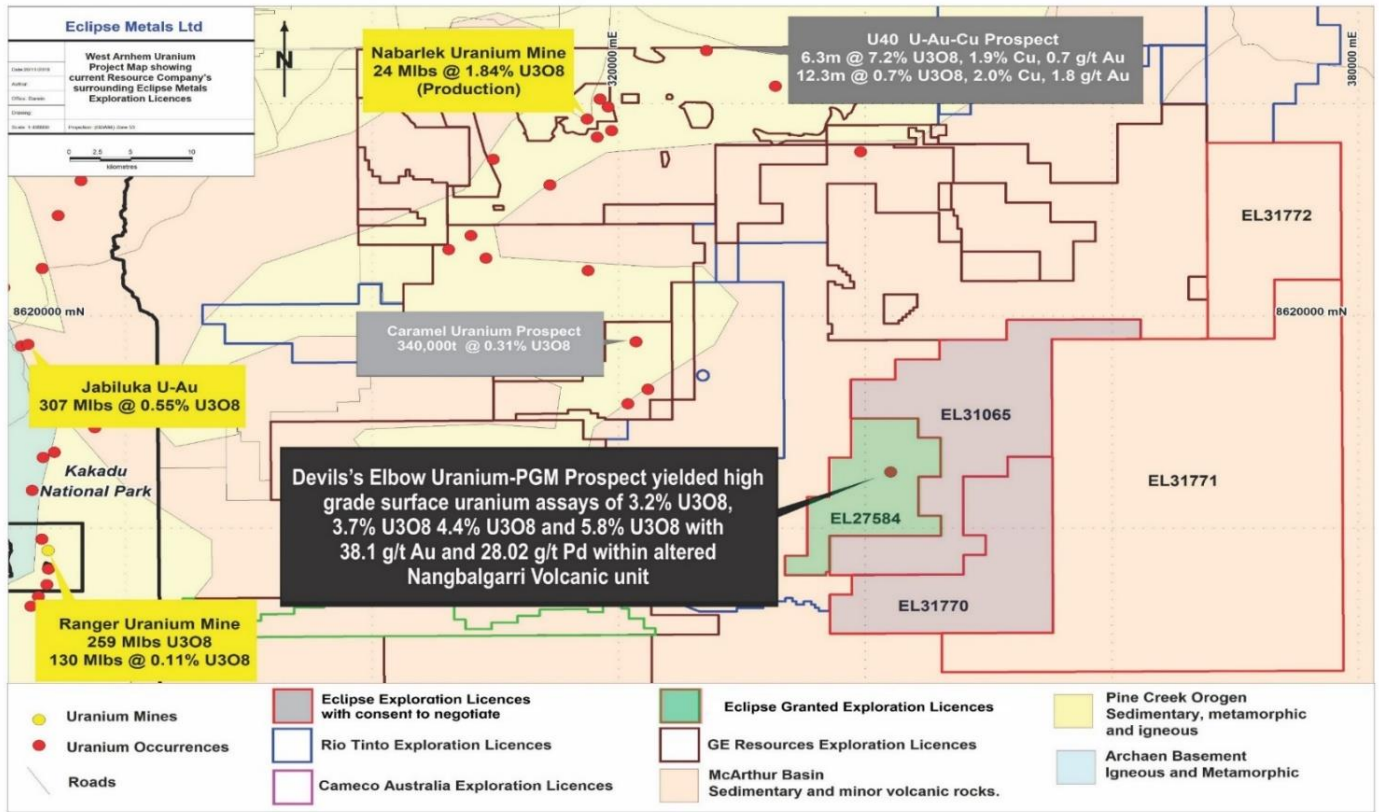 Eclipse Metals Ltd
West Arnhem Uranium
Project Map showing
current Resource Company's
surrounding Eclipse Metals
Exploration Licences
Author:
Office: Darwin
Drawing:
0 2.5 5 10
kilometres
N
Nabarlek Uranium Mine
24 Mlbs @ 1.84% U3O8
(Production)
320000 mE
U40 U-Au-Cu Prospect
6.3m @ 7.2% U3O8, 1.9% Cu, 0.7 g/t Au
12.3m @ 0.7% U3O8, 2.0% Cu, 1.8 g/t Au
380000 mE
EL31772
8620000 mN
8620000 mN
Caramel Uranium Prospect
340,000t @ 0.31% U3O8
Jabiluka U-Au
307 Mlbs @ 0.55% U3O8
EL31065
Kakadu
National Park
Devils's Elbow Uranium-PGM Prospect yielded high
grade surface uranium assays of 3.2% U3O8,
3.7% U3O8 4.4% U3O8 and 5.8% U3O8 with
38.1 g/t Au and 28.02 g/t Pd within altered
Nangbalgarri Volcanic unit
EL27584
EL31771
EL31770
Ranger Uranium Mine
259 Mlbs U3O8
130 Mlbs @ 0.11% U3O8
Uranium Mines
Uranium Occurrences
Roads
Eclipse Exploration Licences
with consent to negotiate
Rio Tinto Exploration Licences
Cameco Australia Exploration Licences
Eclipse Granted Exploration Licences
GE Resources Exploration Licences
McArthur Basin
Sedimentary and minor volcanic rocks.
Pine Creek Orogen
Sedimentary, metamorphic
and igneous
Archaen Basement
Igneous and Metamorphic